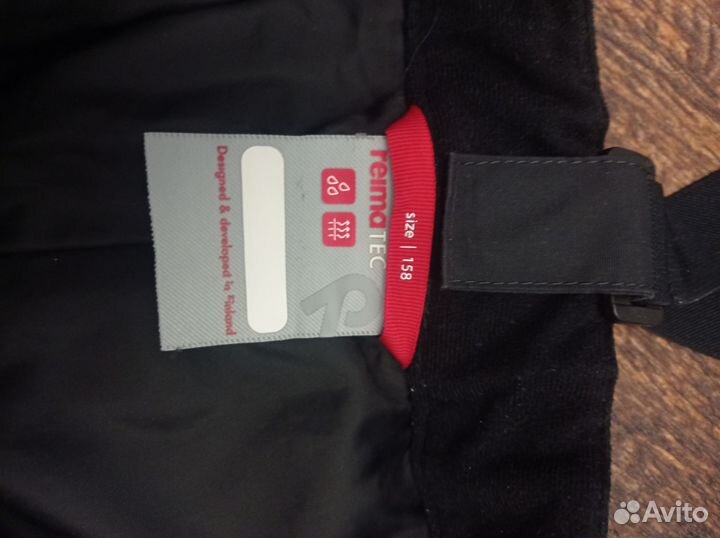 reima TEC
Designed & developed in Finland
size | 158
Avito